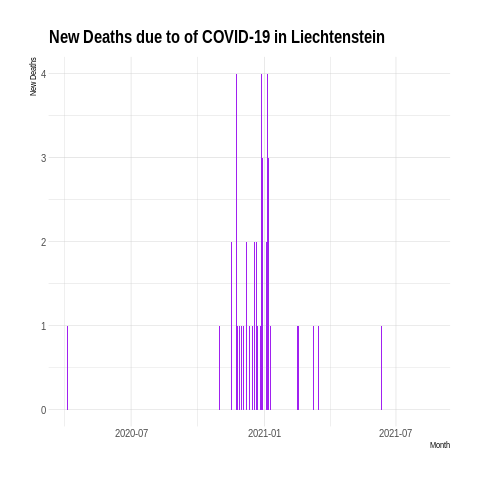 New Deaths due to of COVID-19 in Liechtenstein
New Deaths
4
3
2
1
0
2020-07
2021-01
2021-07
Month